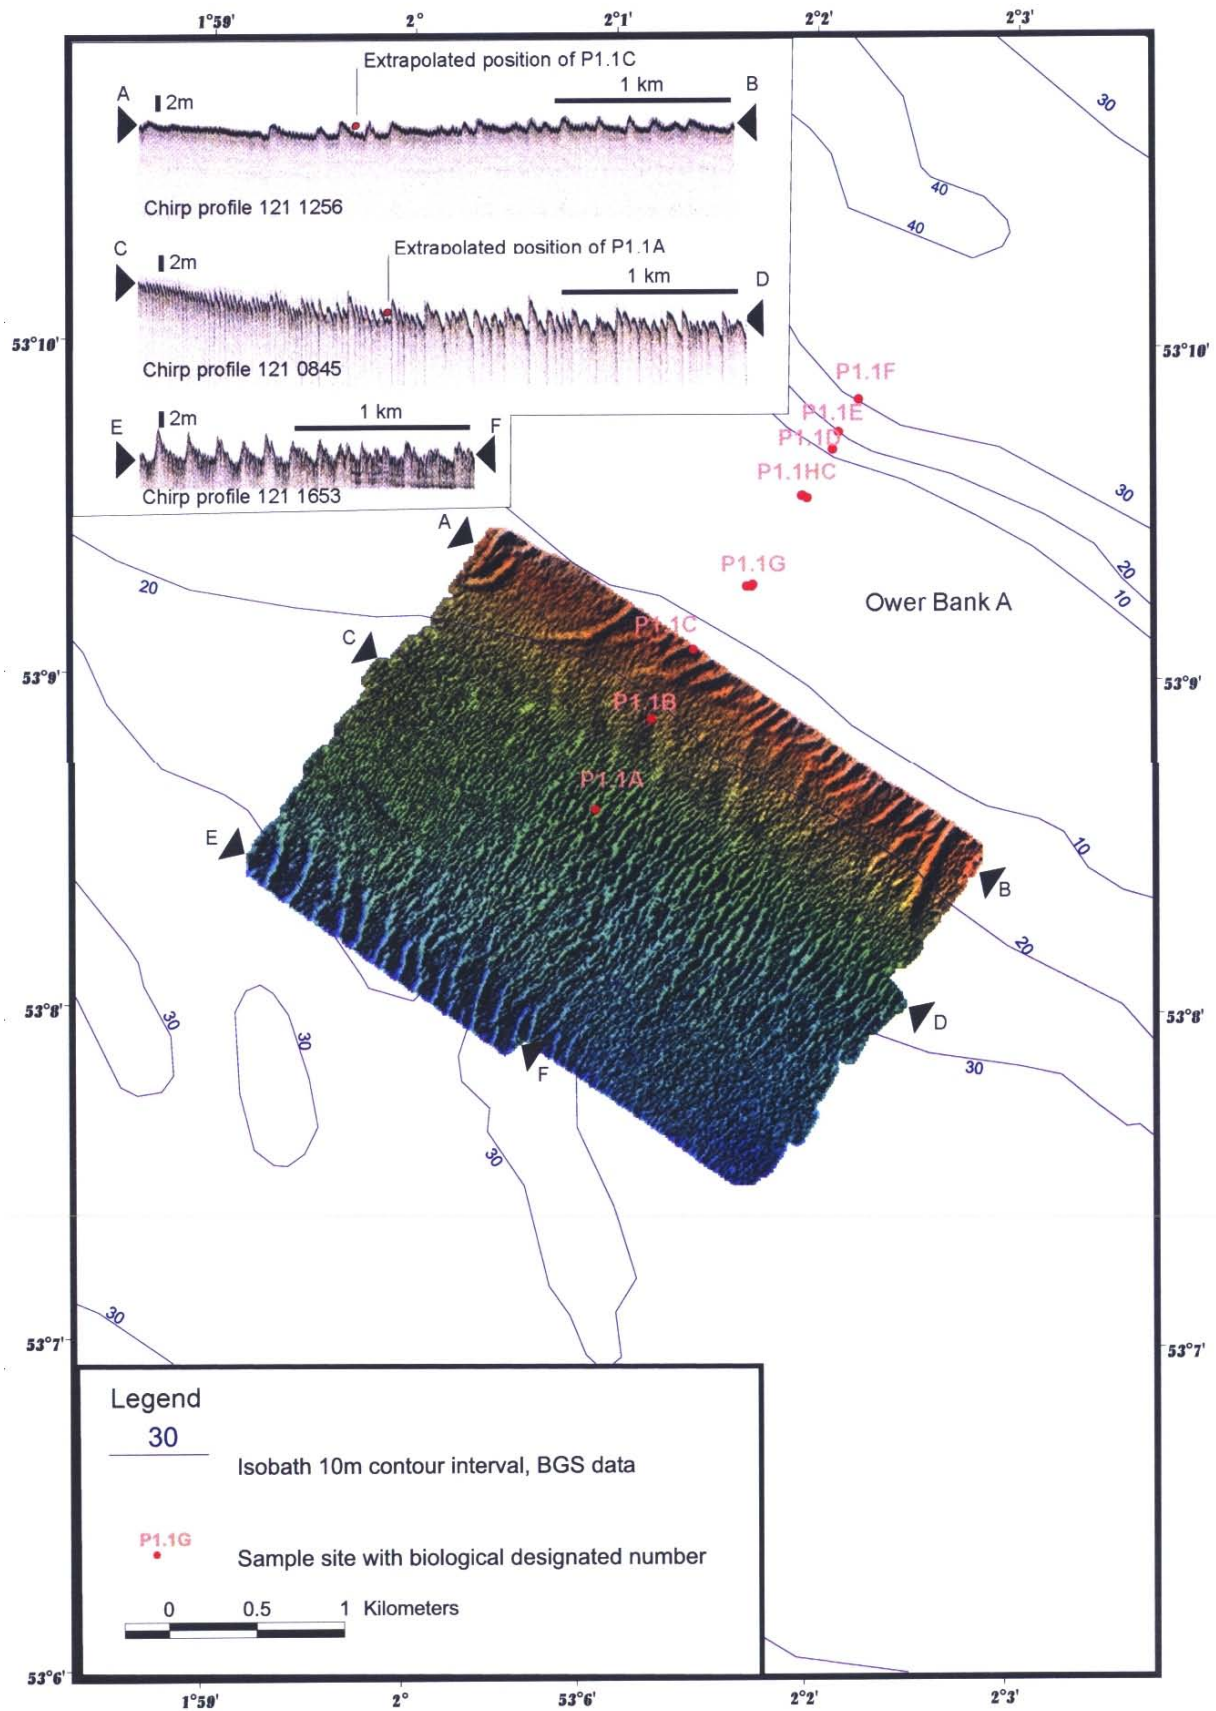 1°59' 2° 2°1' 2°2' 2°3'
Extrapolated position of P1.1C
A 2m 1 km B
Chirp profile 121 1256
Extrapolated position of P1.1A
C 2m 1 km D
Chirp profile 121 0845
E 2m 1 km F
Chirp profile 121 1653
30
40
40
53°10' 53°10'
P1.1F
P1.1E
P1.1D
P1.1HC
30
A
P1.1G
20
20
10
Ower Bank A
C
P1.1C
53°9' 53°9'
P1.1B
P1.1A
E
10
B
20
53°8' 53°8'
30
30
D
F
30
30
30
53°7' 53°7'
Legend
30
Isobath 10m contour interval, BGS data
P1.1G
Sample site with biological designated number
0 0.5 1 Kilometers
53°6'
1°59' 2° 53°6' 2°2' 2°3'